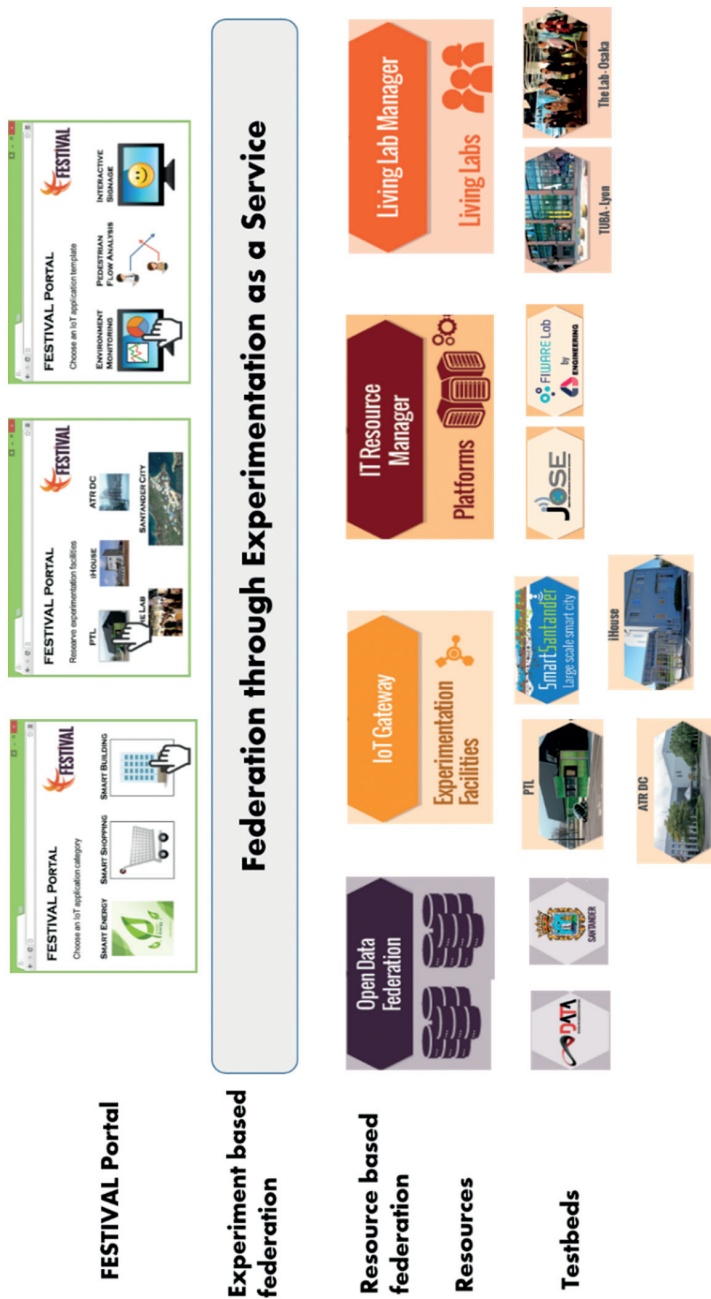 FESTIVAL Portal
FESTIVAL PORTAL
FESTIVAL
Choose an IoT application category
SMART ENERGY
SMART SHOPPING
SMART BUILDING
FESTIVAL PORTAL
FESTIVAL
Reserve experimentation facilities
PTL
iHOUSE
ATR DC
HE LAB
SANTANDER CITY
FESTIVAL PORTAL
FESTIVAL
Choose an IoT application template
ENVIRONMENT
MONITORING
PEDESTRIAN
FLOW ANALYSIS
INTERACTIVE
SIGNAGE
Experiment based
federation
Federation through Experimentation as a Service
Resource based
federation
Open Data
Federation
IoT Gateway
IT Resource
Manager
Living Lab Manager
Resources
Experimentation
Facilities
Platforms
Living Labs
Testbeds
DATA
SANTANDER
PTL
ATR DC
SmartSantander
Large scale smart city
iHouse
JOSE
FIWARE Lab
by
ENGINEERING
TUBA - Lyon
The Lab - Osaka